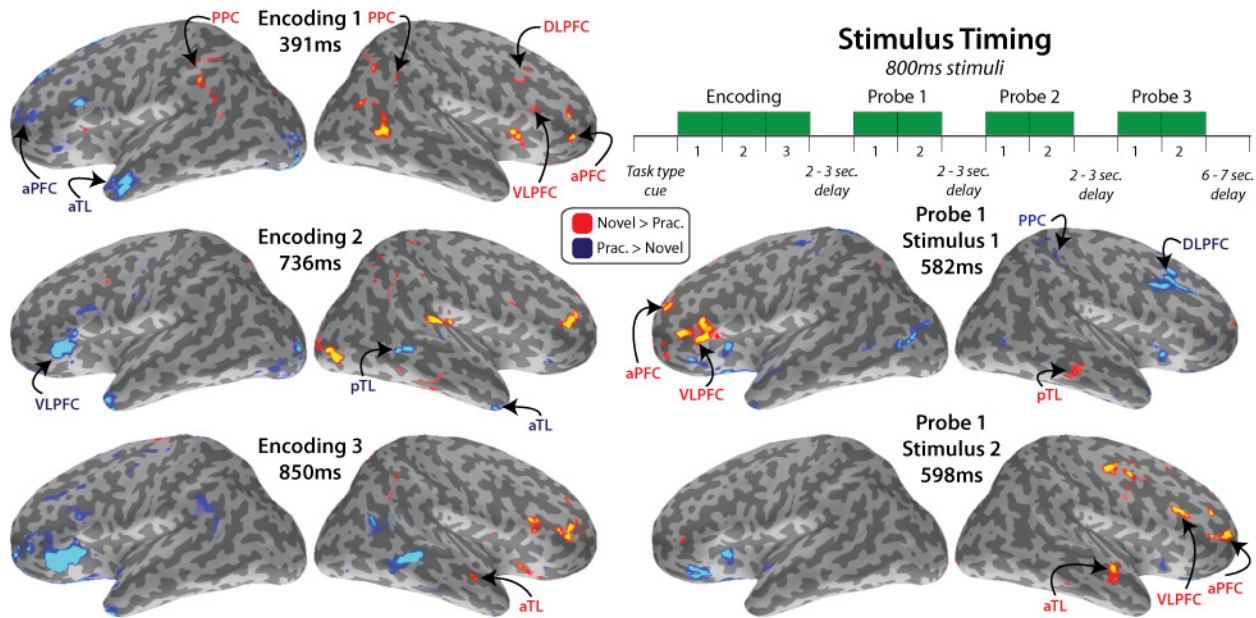 Encoding 1
391ms
PPC
PPC
DLPFC
aPFC
aTL
VLPFC
aPFC
Stimulus Timing
800ms stimuli
Encoding
Probe 1
Probe 2
Probe 3
1 2 3 1 2 1 2 1 2
Task type
cue
2 - 3 sec.
delay
2 - 3 sec.
delay
2 - 3 sec.
delay
6 - 7 sec.
delay
Novel > Prac.
Prac. > Novel
Encoding 2
736ms
VLPFC
pTL
aTL
Probe 1
Stimulus 1
582ms
PPC
DLPFC
aPFC
VLPFC
pTL
Encoding 3
850ms
aTL
Probe 1
Stimulus 2
598ms
aTL
VLPFC
aPFC